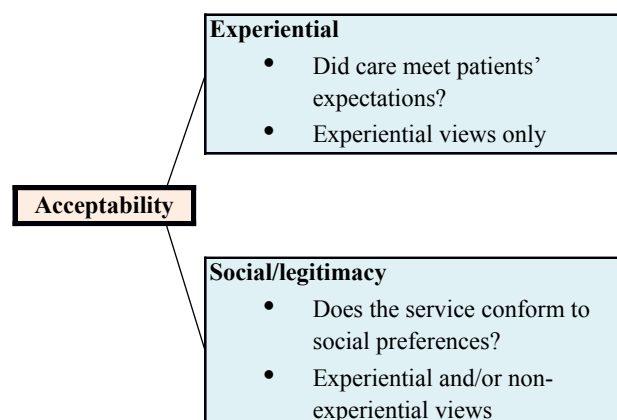 Experiential
• Did care meet patients’
expectations?
• Experiential views only
Acceptability
Social/legitimacy
• Does the service conform to
social preferences?
• Experiential and/or non-
experiential views